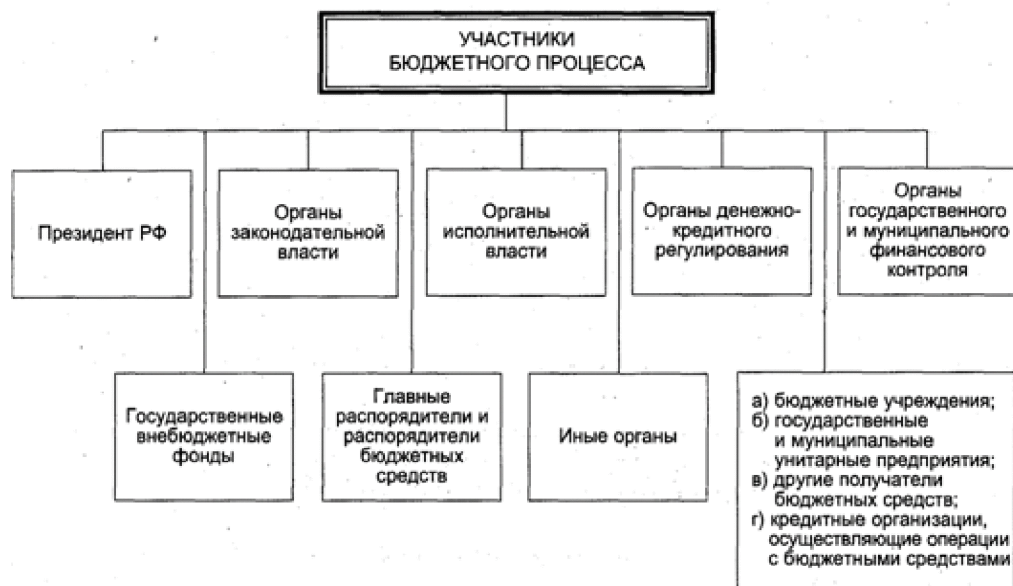 УЧАСТНИКИ
БЮДЖЕТНОГО ПРОЦЕССА
Президент РФ
Органы
законодательной
власти
Органы
исполнительной
власти
Органы денежно-
кредитного
регулирования
Органы
государственного
и муниципального
финансового
контроля
Государственные
внебюджетные
фонды
Главные
распорядители и
распорядители
бюджетных
средств
Иные органы
а) бюджетные учреждения;
б) государственные
и муниципальные
унитарные предприятия;
в) другие получатели
бюджетных средств;
г) кредитные организации,
осуществляющие операции
с бюджетными средствами